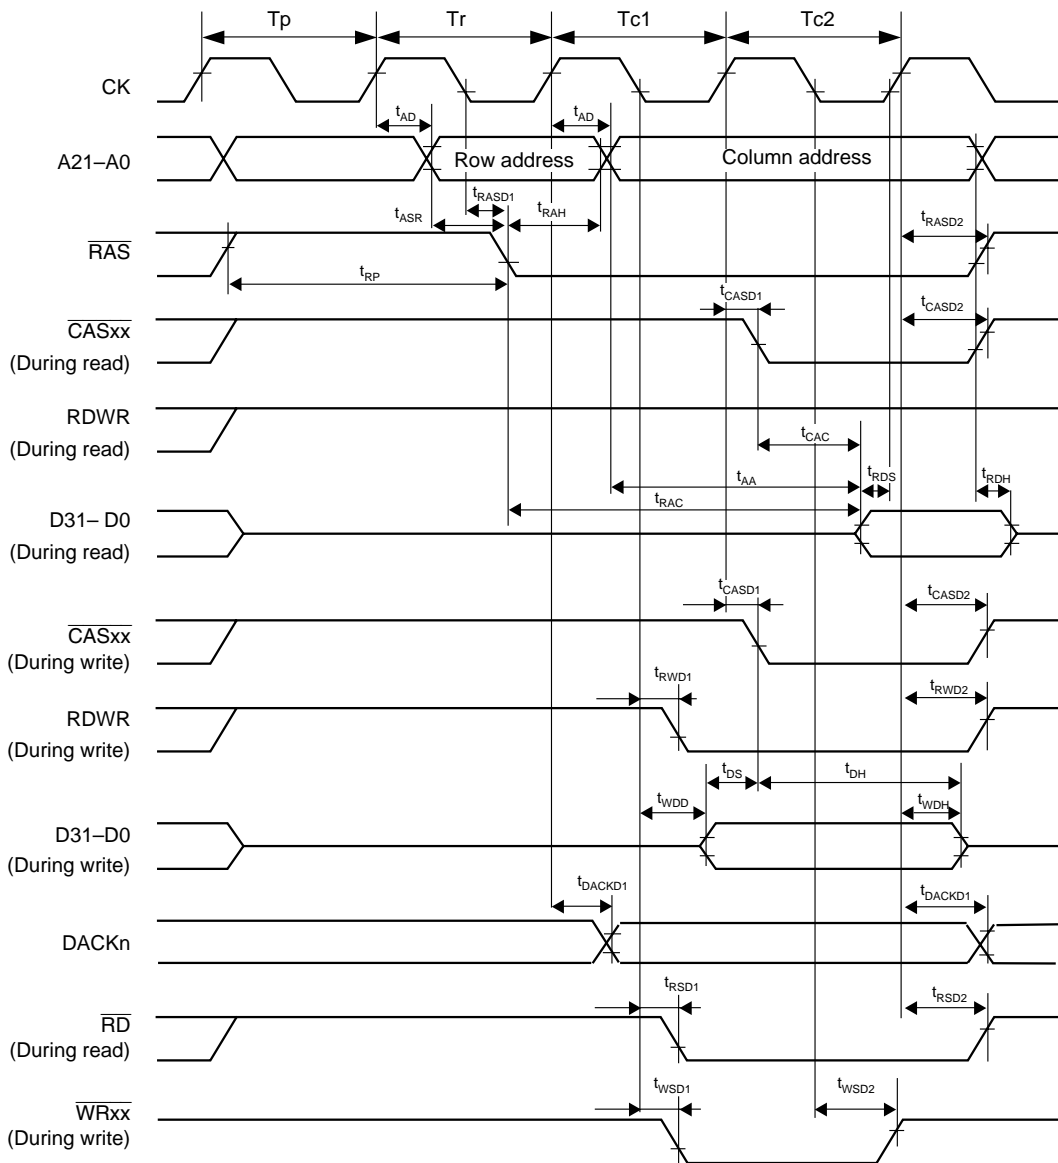 Tp Tr Tc1 Tc2
CK
tAD tAD
A21–A0 Row address Column address
tRASD1
tASR tRAH tRASD2
RAS
tRP
tCASD1 tCASD2
CASxx
(During read)
RDWR
(During read)
tCAC
tAA tRDS tRDH
tRAC
D31– D0
(During read)
tCASD1 tCASD2
CASxx
(During write)
tRWD1 tRWD2
RDWR
(During write)
tDS tDH
tWDD tWDH
D31–D0
(During write)
tDACKD1 tDACKD1
DACKn
tRSD1 tRSD2
RD
(During read)
tWSD1 tWSD2
WRxx
(During write)